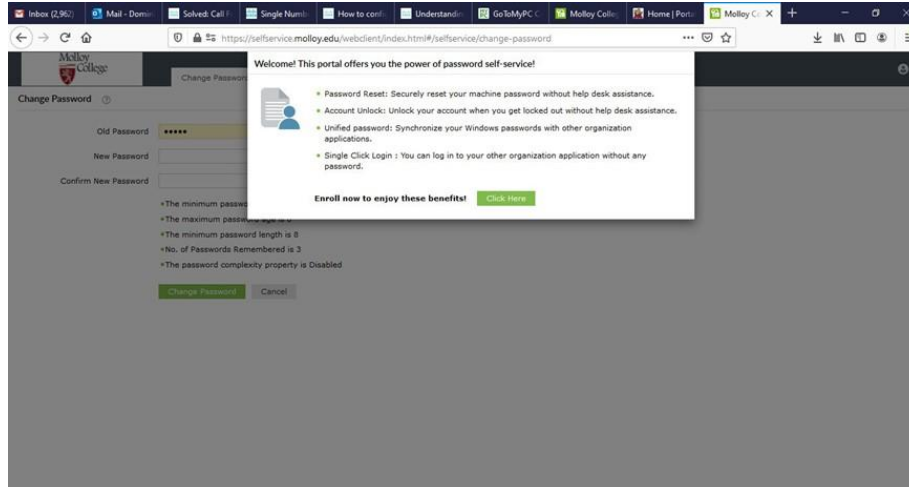 Inbox (2,962)
Mail - Domin
Solved: Call F
Single Numb
How to confi
Understandin
GoToMyPC C
Molloy Colleg
Home | Porta
Molloy Co
https://selfservice.molloy.edu/webclient/index.html#/selfservice/change-password
Molloy
College
Change Password
Welcome! This portal offers you the power of password self-service!
Password Reset: Securely reset your machine password without help desk assistance.
Account Unlock: Unlock your account when you get locked out without help desk assistance.
Unified password: Synchronize your Windows passwords with other organization
applications.
Single Click Login : You can log in to your other organization application without any
password.
Enroll now to enjoy these benefits!
Click Here
Change Password
Old Password
New Password
Confirm New Password
The minimum passwo
The maximum password age is 0
The minimum password length is 8
No. of Passwords Remembered is 3
The password complexity property is Disabled
Change Password
Cancel